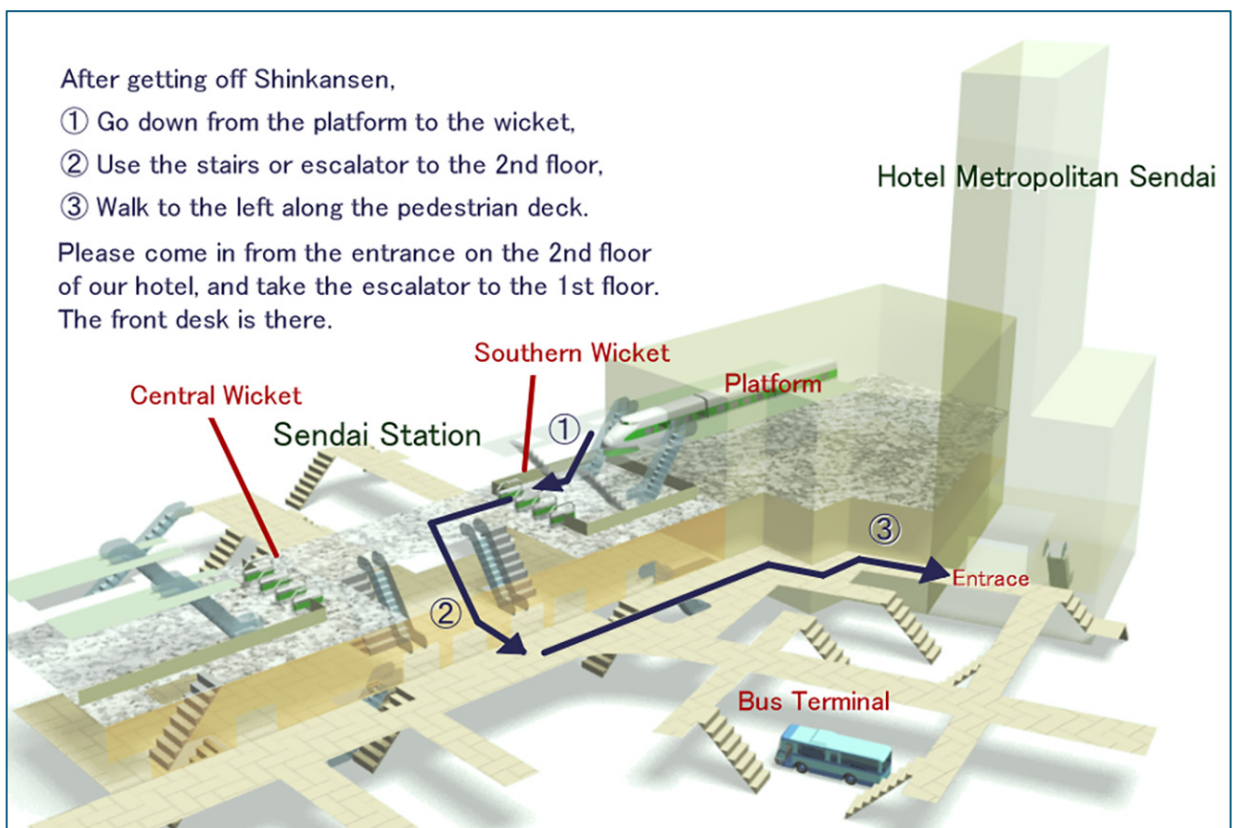 After getting off Shinkansen,
① Go down from the platform to the wicket,
② Use the stairs or escalator to the 2nd floor,
③ Walk to the left along the pedestrian deck.
Please come in from the entrance on the 2nd floor
of our hotel, and take the escalator to the 1st floor.
The front desk is there.
Hotel Metropolitan Sendai
Southern Wicket
Platform
Central Wicket
Sendai Station
①
③
Entrace
②
Bus Terminal